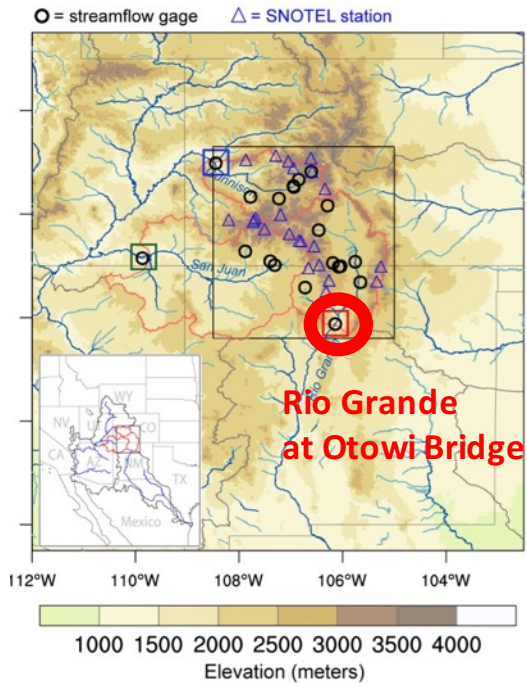 = streamflow gage
= SNOTEL station
Gunnison
San Juan
Rio Grande
Rio Grande
at Otowi Bridge
WY
NV
UT
CO
CA
AZ
NM
TX
Mexico
112°W
110°W
108°W
106°W
104°W
1000 1500 2000 2500 3000 3500 4000
Elevation (meters)